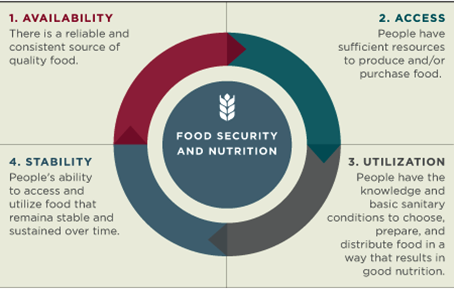 1. AVAILABILITY
There is a reliable and
consistent source of
quality food.
2. ACCESS
People have
sufficient resources
to produce and/or
purchase food.
FOOD SECURITY
AND NUTRITION
3. UTILIZATION
People have the
knowledge and
basic sanitary
conditions to choose,
prepare, and
distribute food in a
way that results in
good nutrition.
4. STABILITY
People's ability
to access and
utilize food that
remaina stable and
sustained over time.